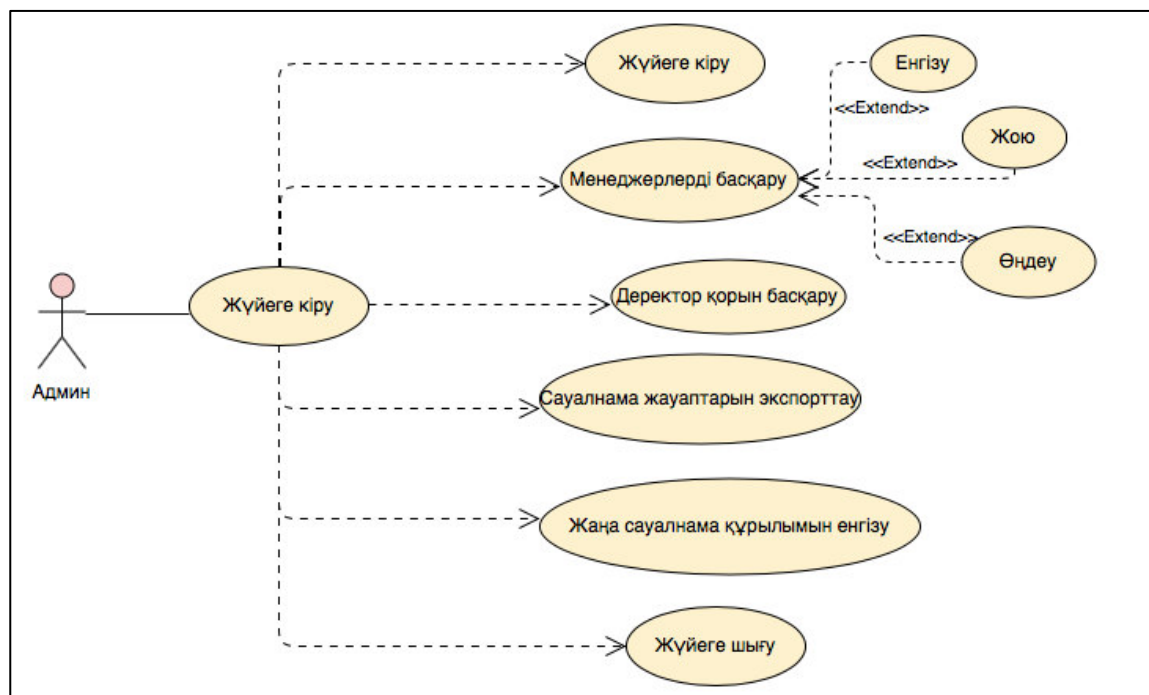 Жүйеге кіру
Енгізу
<<Extend>>
Жою
<<Extend>>
Менеджерлерді басқару
<<Extend>>
Өңдеу
Жүйеге кіру
Деректор қорын басқару
Админ
Сауалнама жауаптарын экспорттау
Жаңа сауалнама құрылымын енгізу
Жүйеге шығу